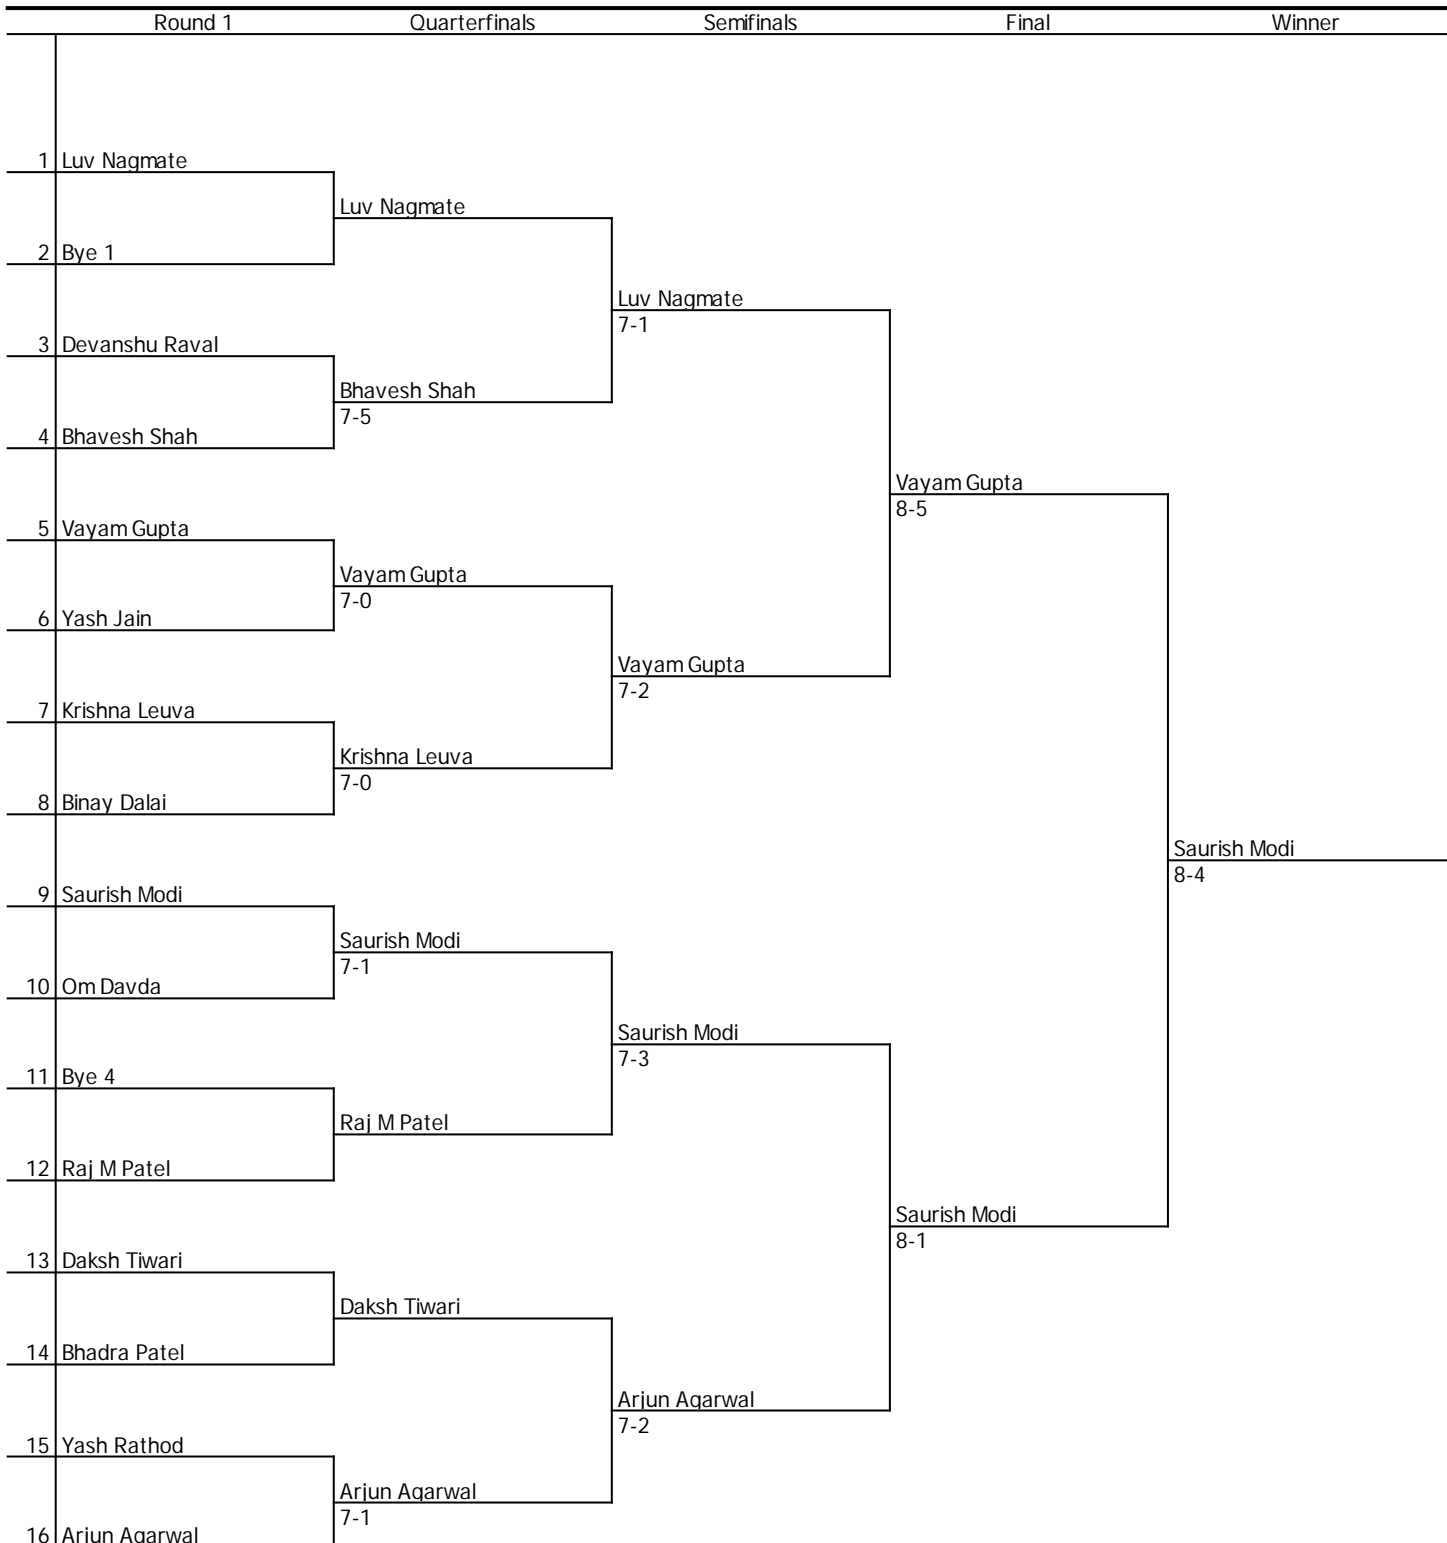 Round 1 Quarterfinals Semifinals Final Winner
1 Luv Nagmate
Luv Nagmate
2 Bye 1
Luv Nagmate
7-1
3 Devanshu Raval
Bhavesh Shah
7-5
4 Bhavesh Shah
Vayam Gupta
8-5
5 Vayam Gupta
Vayam Gupta
7-0
6 Yash Jain
Vayam Gupta
7-2
7 Krishna Leuva
Krishna Leuva
7-0
8 Binay Dalai
Saurish Modi
8-4
9 Saurish Modi
Saurish Modi
7-1
10 Om Davda
Saurish Modi
7-3
11 Bye 4
Raj M Patel
12 Raj M Patel
Saurish Modi
8-1
13 Daksh Tiwari
Daksh Tiwari
14 Bhadra Patel
Arjun Agarwal
7-2
15 Yash Rathod
Arjun Agarwal
7-1
16 Arjun Agarwal